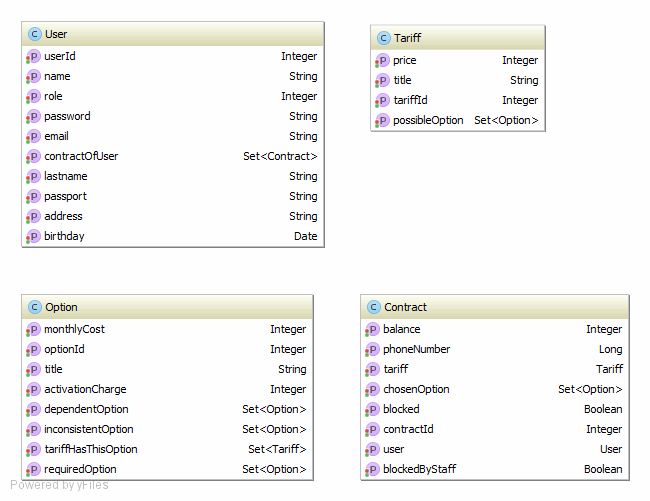 C User
P userId Integer
P name String
P role Integer
P password String
P email String
P contractOfUser Set<Contract>
P lastname String
P passport String
P address String
P birthday Date
C Tariff
P price Integer
P title String
P tariffId Integer
P possibleOption Set<Option>
C Option
P monthlyCost Integer
P optionId Integer
P title String
P activationCharge Integer
P dependentOption Set<Option>
P inconsistentOption Set<Option>
P tariffHasThisOption Set<Tariff>
P requiredOption Set<Option>
C Contract
P balance Integer
P phoneNumber Long
P tariff Tariff
P chosenOption Set<Option>
P blocked Boolean
P contractId Integer
P user User
P blockedByStaff Boolean
Powered by yFiles